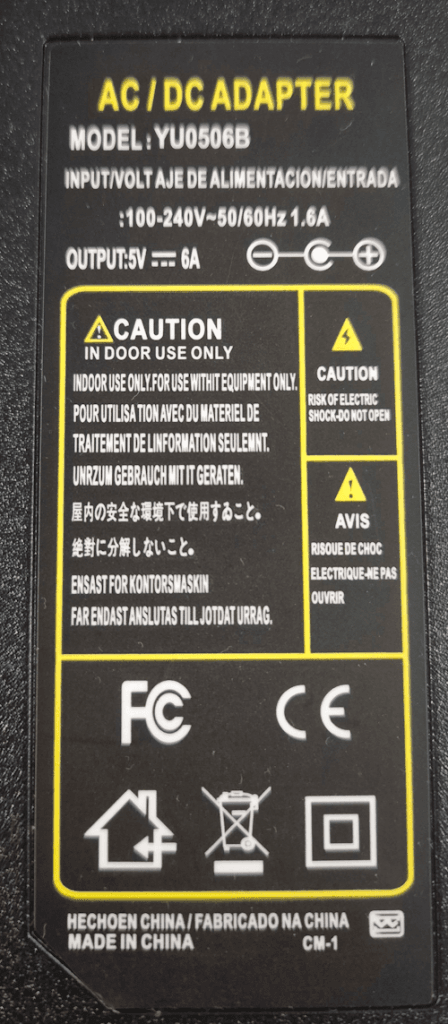 AC / DC ADAPTER
MODEL : YU0506B
INPUT/VOLT AJE DE ALIMENTACION/ENTRADA
:100-240V~50/60Hz 1.6A
OUTPUT:5V ⎓ 6A
CAUTION
IN DOOR USE ONLY
INDOOR USE ONLY.FOR USE WITHIT EQUIPMENT ONLY.
POUR UTILISA TION AVEC DU MATERIEL DE
TRAITEMENT DE LINFORMATION SEULEMNT.
UNRZUM GEBRAUCH MIT IT GERATEN.
屋内の安全な環境下で使用すゐこと。
絶對に分解しないこと。
ENSAST FOR KONTORSMASKIN
FAR ENDAST ANSLUTAS TILL JOTDAT URRAG.
CAUTION
RISK OF ELECTRIC
SHOCK-DO NOT OPEN
AVIS
RISOUE DE CHOC
ELECTRIQUE-NE PAS
OUVRIR
FC
CE
HECHOEN CHINA / FABRICADO NA CHINA
MADE IN CHINA
CM-1